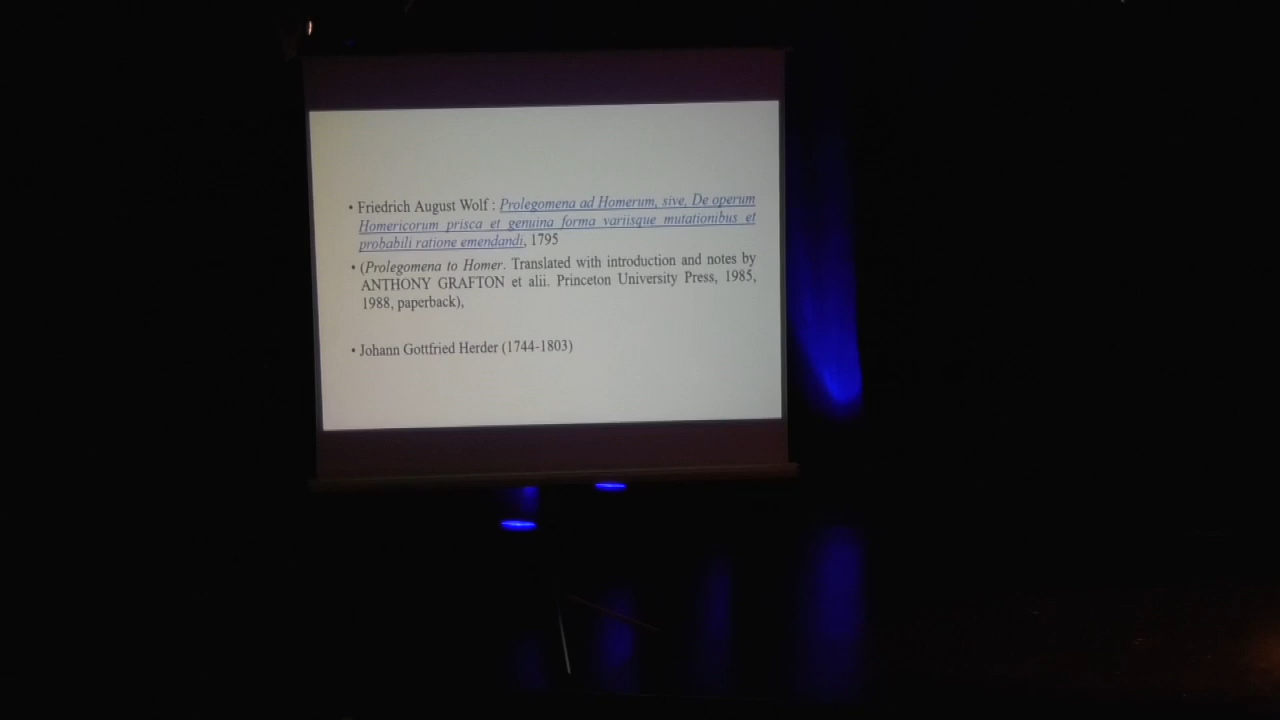 • Friedrich August Wolf : Prolegomena ad Homerum, sive, De operum
Homericorum prisca et genuina forma variisque mutationibus et
probabili ratione emendandi, 1795
• (Prolegomena to Homer. Translated with introduction and notes by
ANTHONY GRAFTON et alii. Princeton University Press, 1985,
1988, paperback),
• Johann Gottfried Herder (1744-1803)